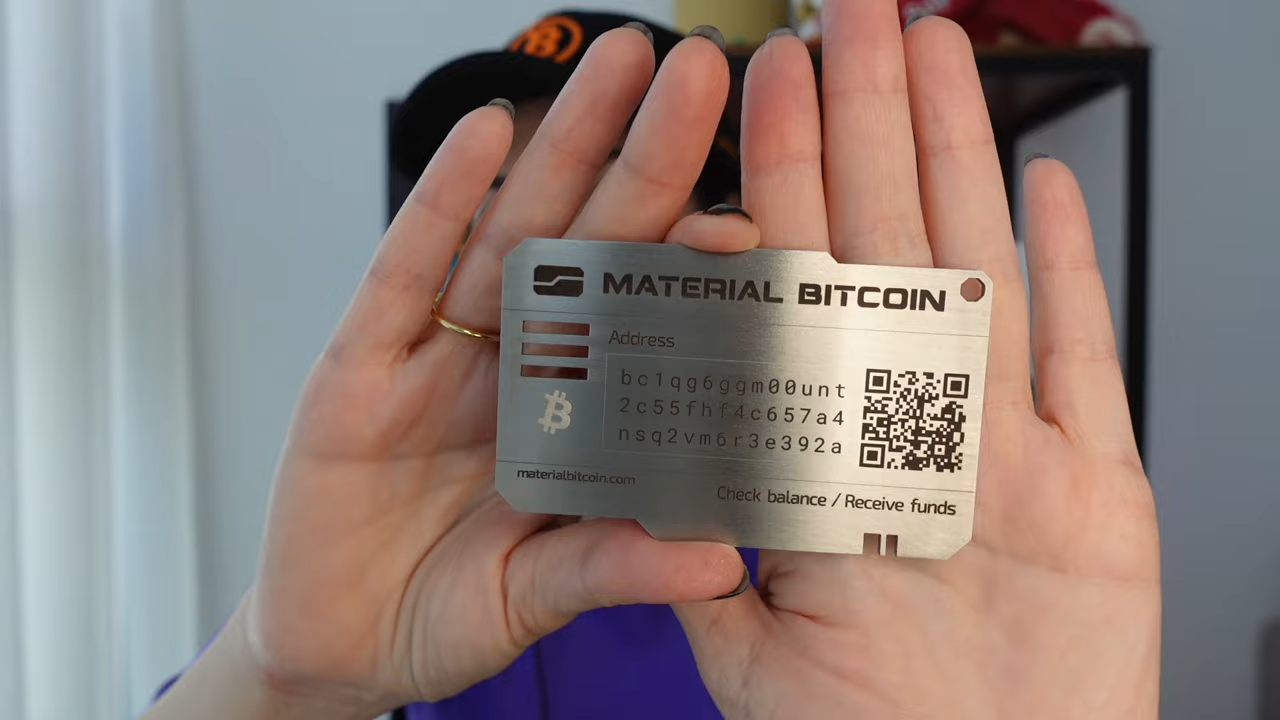 MATERIAL BITCOIN
Address
bc1qg6ggm00unt
2c55fhf4c657a4
nsq2vm6r3e392a
materialbitcoin.com
Check balance / Receive funds